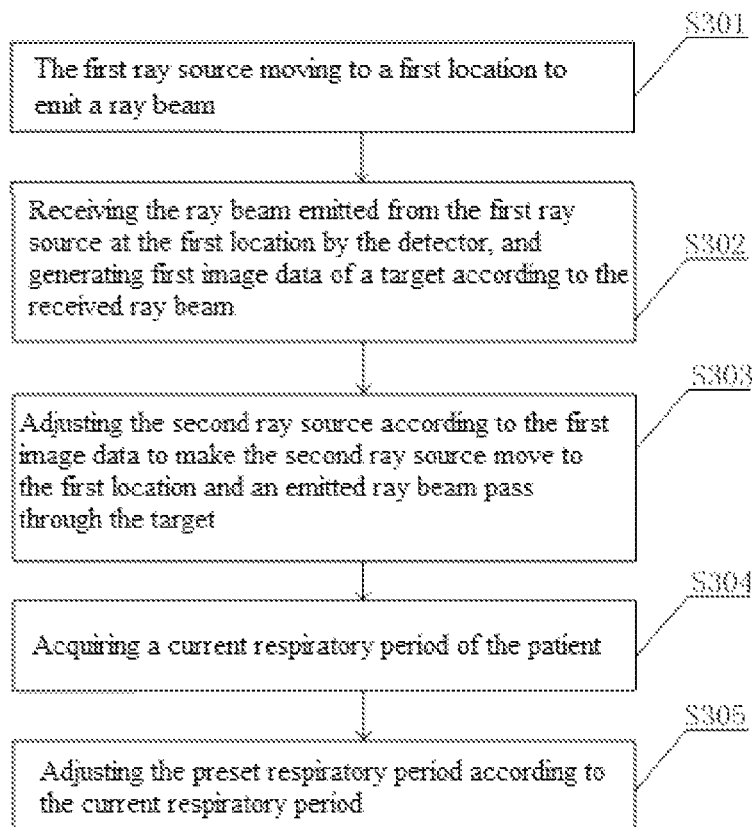 S301
The first ray source moving to a first location to
emit a ray beam
Receiving the ray beam emitted from the first ray
source at the first location by the detector, and
generating first image data of a target according to the
received ray beam
S302
S303
Adjusting the second ray source according to the first
image data to make the second ray source move to
the first location and an emitted ray beam pass
through the target
S304
Acquiring a current respiratory period of the patient
S305
Adjusting the preset respiratory period according to
the current respiratory period